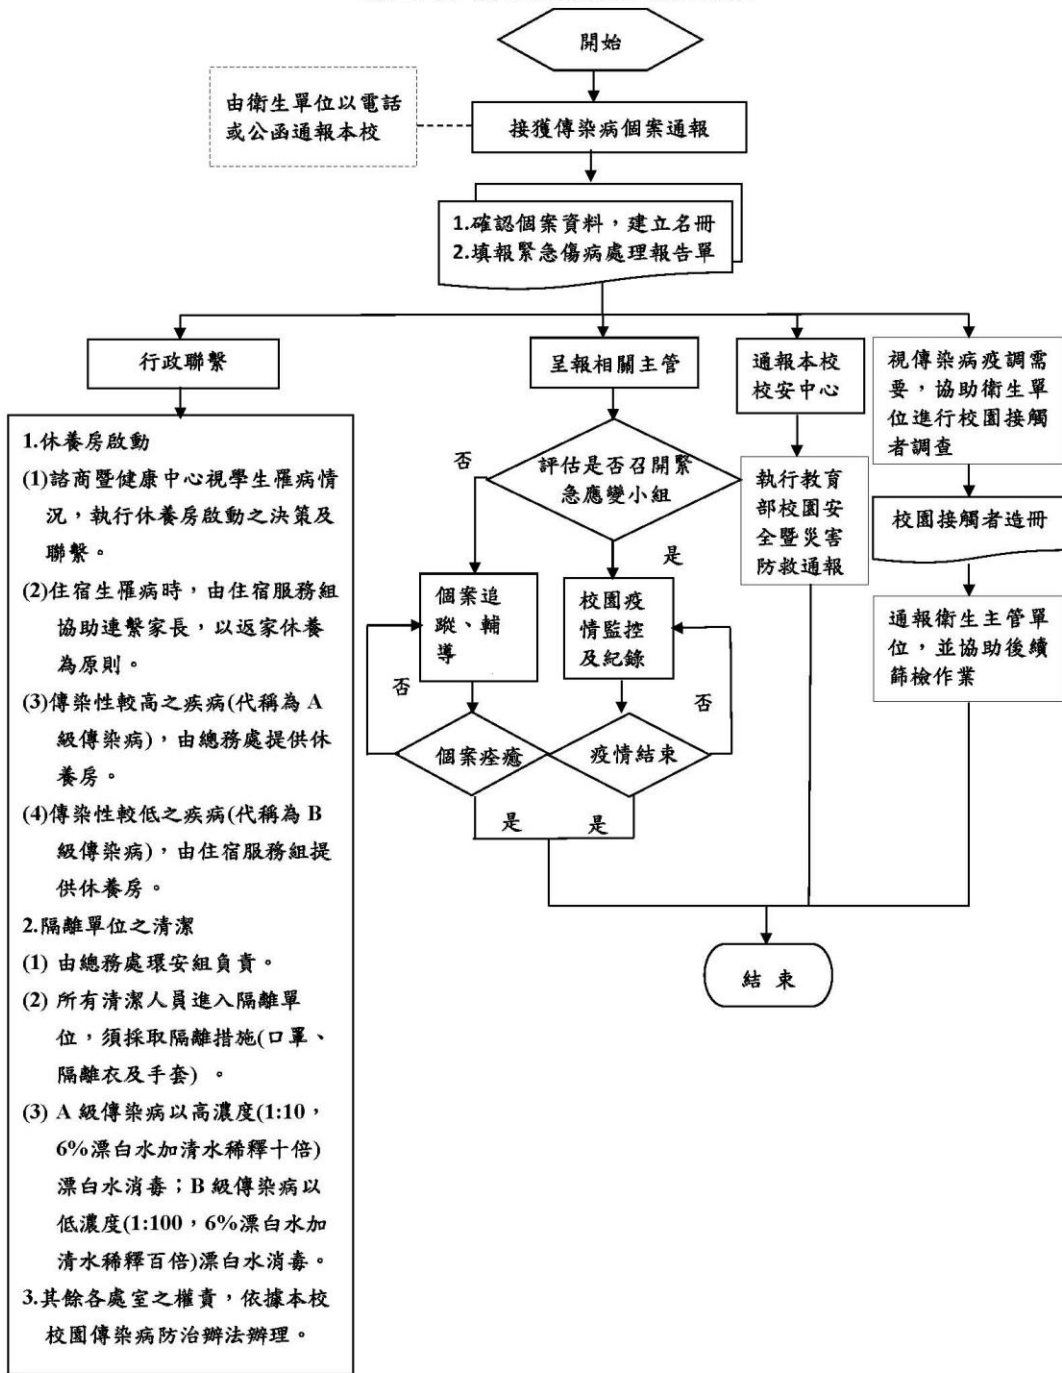 開始
由衛生單位以電話
或公函通報本校
接獲傳染病個案通報
1.確認個案資料，建立名冊
2.填報緊急傷病處理報告單
行政聯繫
呈報相關主管
通報本校
校安中心
視傳染病疫調需
要，協助衛生單
位進行校園接觸
者調查
1.休養房啟動
(1)諮商暨健康中心視學生罹病情
況，執行休養房啟動之決策及
聯繫。
(2)住宿生罹病時，由住宿服務組
協助連繫家長，以返家休養
為原則。
(3)傳染性較高之疾病(代稱為 A
級傳染病)，由總務處提供休
養房。
(4)傳染性較低之疾病(代稱為 B
級傳染病)，由住宿服務組提
供休養房。
2.隔離單位之清潔
(1) 由總務處環安組負責。
(2) 所有清潔人員進入隔離單
位，須採取隔離措施(口罩、
隔離衣及手套) 。
(3) A 級傳染病以高濃度(1:10，
6%漂白水加清水稀釋十倍)
漂白水消毒；B 級傳染病以
低濃度(1:100，6%漂白水加
清水稀釋百倍)漂白水消毒。
3.其餘各處室之權責，依據本校
校園傳染病防治辦法辦理。
否
評估是否召開緊
急應變小組
是
執行教育
部校園安
全暨災害
防救通報
校園接觸者造冊
個案追
蹤、輔
導
校園疫
情監控
及紀錄
通報衛生主管單
位，並協助後續
篩檢作業
否
否
個案痊癒
疫情結束
是
是
結 束